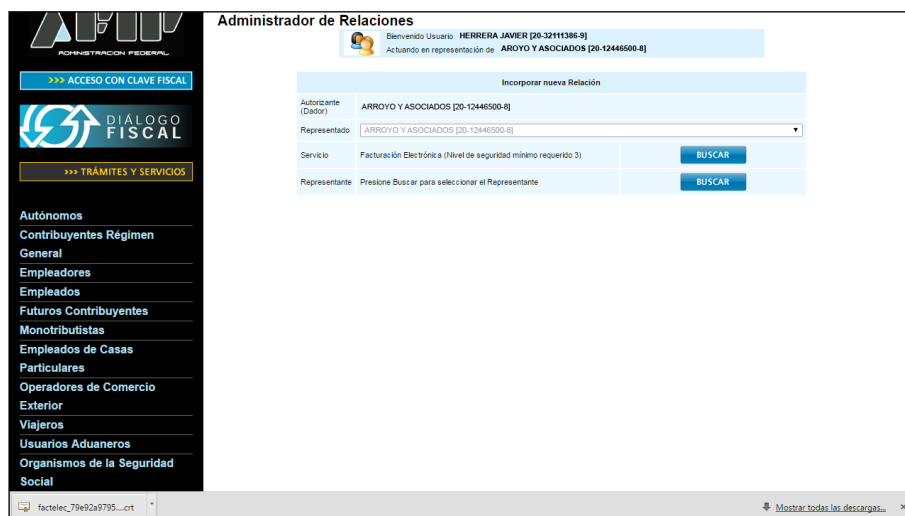 AFIP
ADMINISTRACION FEDERAL
>>> ACCESO CON CLAVE FISCAL
DIÁLOGO
FISCAL
>>> TRÁMITES Y SERVICIOS
Autónomos
Contribuyentes Régimen
General
Empleadores
Empleados
Futuros Contribuyentes
Monotributistas
Empleados de Casas
Particulares
Operadores de Comercio
Exterior
Viajeros
Usuarios Aduaneros
Organismos de la Seguridad
Social
Administrador de Relaciones
Bienvenido Usuario HERRERA JAVIER [20-32111386-9]
Actuando en representación de AROYO Y ASOCIADOS [20-12446500-8]
Incorporar nueva Relación
Autorizante
(Dador)
ARROYO Y ASOCIADOS [20-12446500-8]
Representado ARROYO Y ASOCIADOS [20-12446500-8]
Servicio Facturación Electrónica (Nivel de seguridad mínimo requerido 3) BUSCAR
Representante Presione Buscar para seleccionar el Representante BUSCAR
factelec_79e92a9795....crt
Mostrar todas las descargas...